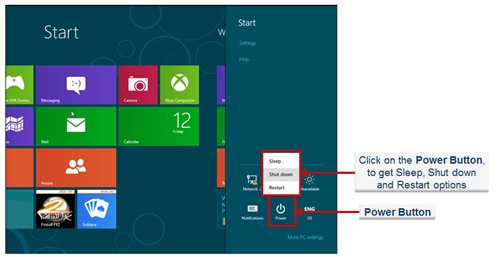 Start
W
Start
Settings
Help
Messaging
Camera
Xbox Companion
Mail
12
Friday
Calendar
People
Pinball FX2
Solitaire
Sleep
Shut down
Restart
Network
Unavailable
Notifications
Power
ENG
US
More PC settings
Click on the Power Button,
to get Sleep, Shut down
and Restart options
Power Button